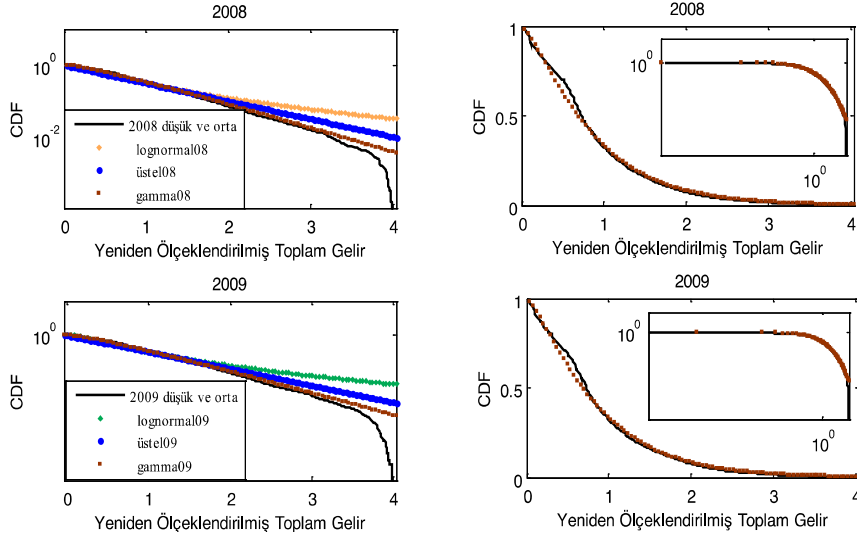 2008
CDF
10^0
10^-2
2008 düşük ve orta
lognormal08
üstel08
gamma08
0 1 2 3 4
Yeniden Ölçeklendirilmiş Toplam Gelir
2008
CDF
1
0.5
0
10^0
10^0
0 1 2 3 4
Yeniden Ölçeklendirilmiş Toplam Gelir
2009
CDF
10^0
2009 düşük ve orta
lognormal09
üstel09
gamma09
0 1 2 3 4
Yeniden Ölçeklendirilmiş Toplam Gelir
2009
CDF
1
0.5
0
10^0
10^0
0 1 2 3 4
Yeniden Ölçeklendirilmiş Toplam Gelir